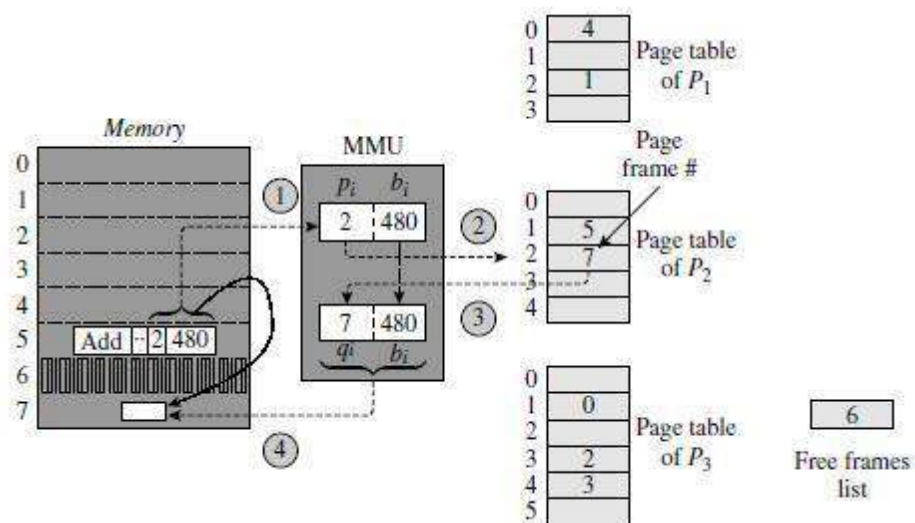 0 4
1
2 1
3
Page table
of P1
Memory
0
1
2
3
4
5
6
7
Add -- 2 480
MMU
pi bi
2 480
7 480
qi bi
1
2
3
4
Page
frame #
0
1 5
2 7
3
4
Page table
of P2
0
1 0
2
3 2
4 3
5
Page table
of P3
6
Free frames
list